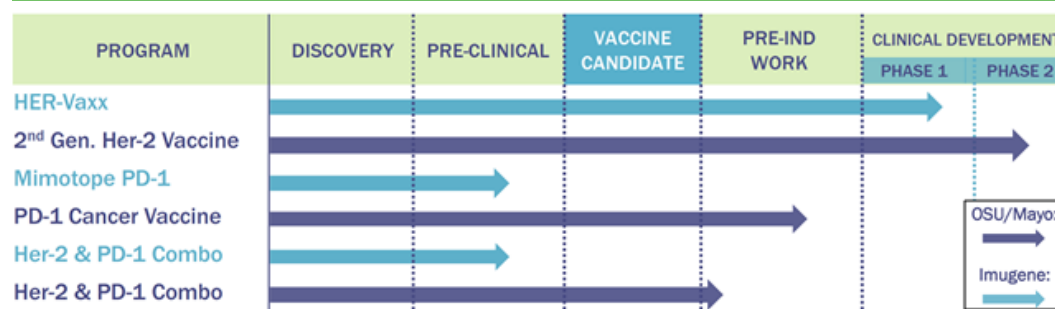 PROGRAM
DISCOVERY
PRE-CLINICAL
VACCINE
CANDIDATE
PRE-IND
WORK
CLINICAL DEVELOPMENT
PHASE 1
PHASE 2
HER-Vaxx
2nd Gen. Her-2 Vaccine
Mimotope PD-1
PD-1 Cancer Vaccine
Her-2 & PD-1 Combo
Her-2 & PD-1 Combo
OSU/Mayo:
Imugene: